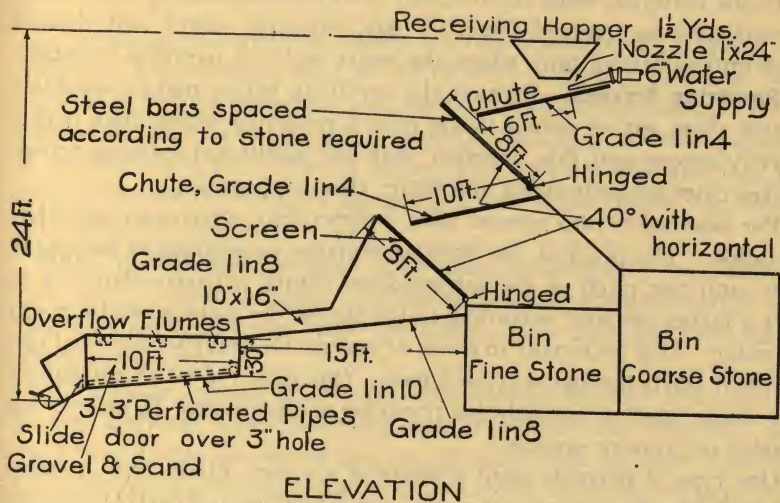 Receiving Hopper 1½ Yds.
Nozzle 1"x24"
6" Water
Supply
Chute
6 Ft.
Grade 1 in 4
Steel bars spaced
according to stone required
8 Ft.
Hinged
10 Ft.
Chute, Grade 1 in 4
40° with
horizontal
24 Ft.
Screen
8 Ft.
Grade 1 in 8
10"x16"
Hinged
Overflow Flumes
10 Ft.
30"
15 Ft.
Bin
Fine Stone
Bin
Coarse Stone
Grade 1 in 10
3-3" Perforated Pipes
Grade 1 in 8
Slide door over 3" hole
Gravel & Sand
ELEVATION